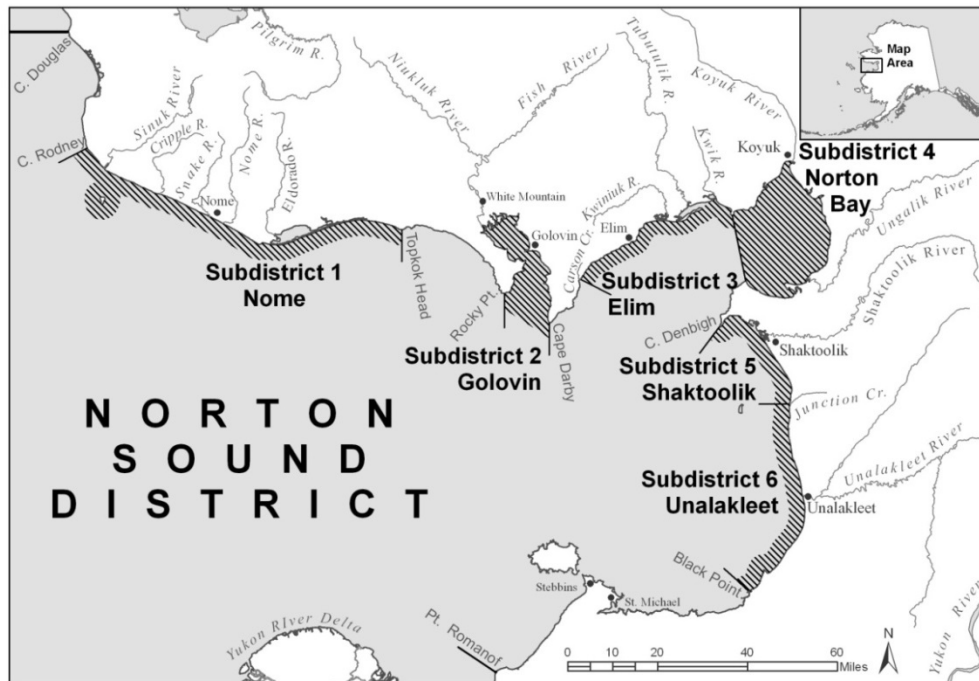 C. Douglas
Pilgrim R.
Sinuk River
Cripple R.
Snake R.
Nome R.
Eldorado R.
C. Rodney
Nome
Niukluk River
Fish River
Tubutulik R.
Koyuk River
Kwik R.
Koyuk
Map
Area
Subdistrict 4
Norton
Bay
Ungalik River
White Mountain
Golovin
Kwiniuk R.
Carson Cr.
Elim
Subdistrict 1
Nome
Topkok Head
Rocky Pt.
Cape Darby
Subdistrict 2
Golovin
Subdistrict 3
Elim
C. Denbigh
Shaktoolik River
Shaktoolik
Subdistrict 5
Shaktoolik
Junction Cr.
NORTON
SOUND
DISTRICT
Subdistrict 6
Unalakleet
Unalakleet River
Unalakleet
Black Point
Stebbins
St. Michael
Pt. Romanof
Yukon RIver Delta
Yukon River
N
0 10 20 40 60
Miles